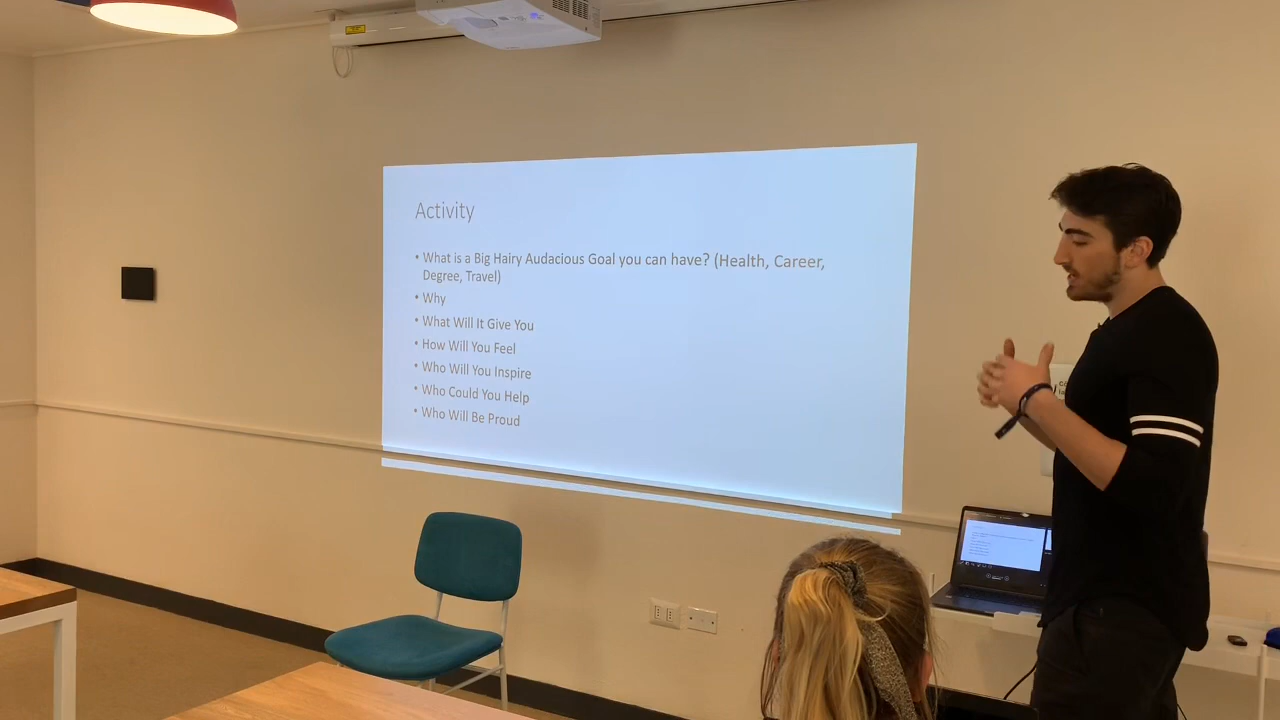 Activity
• What is a Big Hairy Audacious Goal you can have? (Health, Career,
Degree, Travel)
• Why
• What Will It Give You
• How Will You Feel
• Who Will You Inspire
• Who Could You Help
• Who Will Be Proud